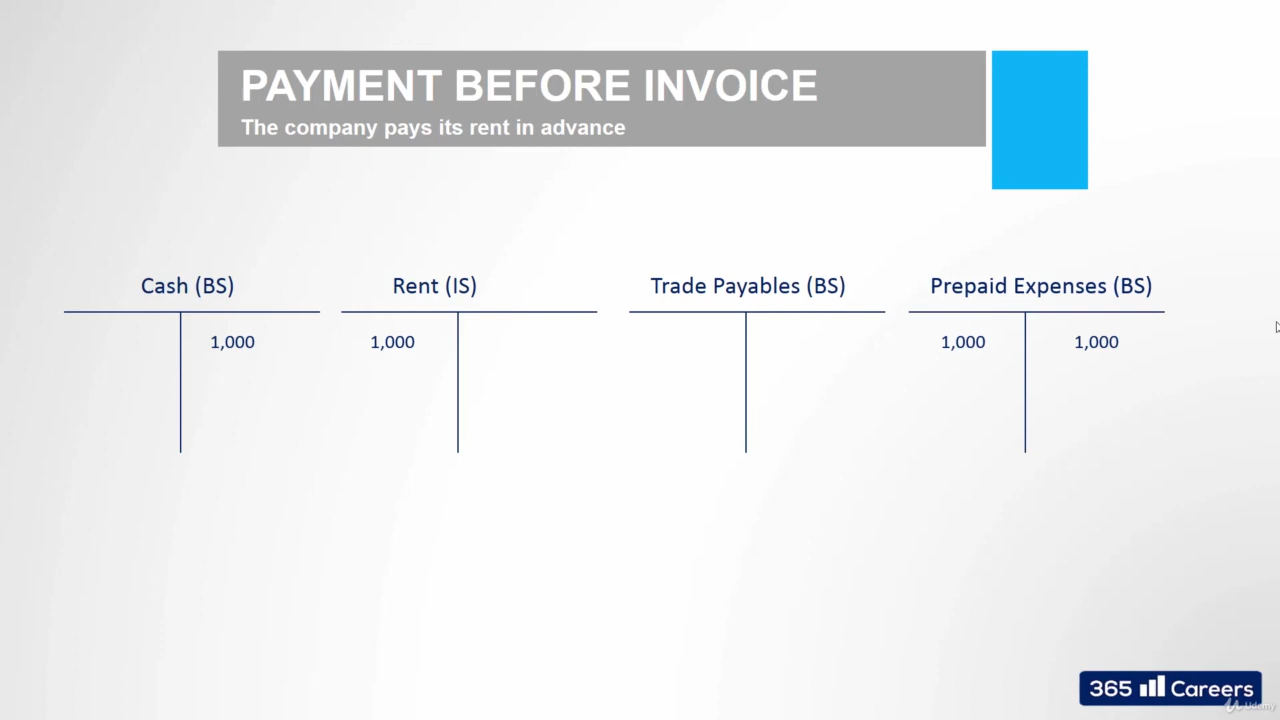 PAYMENT BEFORE INVOICE
The company pays its rent in advance
Cash (BS) Rent (IS) Trade Payables (BS) Prepaid Expenses (BS)
1,000 1,000 1,000 1,000
365 Careers
Udemy